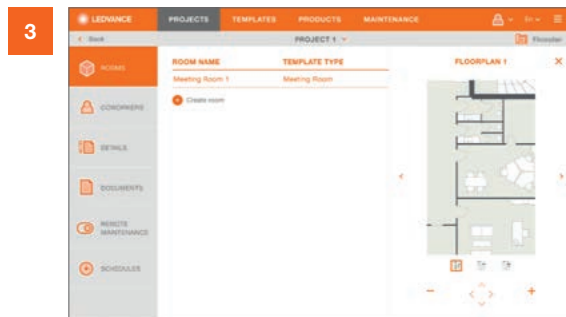 3
LEDVANCE PROJECTS TEMPLATES PRODUCTS MAINTENANCE En
Back PROJECT 1 Floorplan
ROOMS
COWORKERS
DETAILS
DOCUMENTS
REMOTE MAINTENANCE
SCHEDULES
ROOM NAME TEMPLATE TYPE
Meeting Room 1 Meeting Room
Create room
FLOORPLAN 1